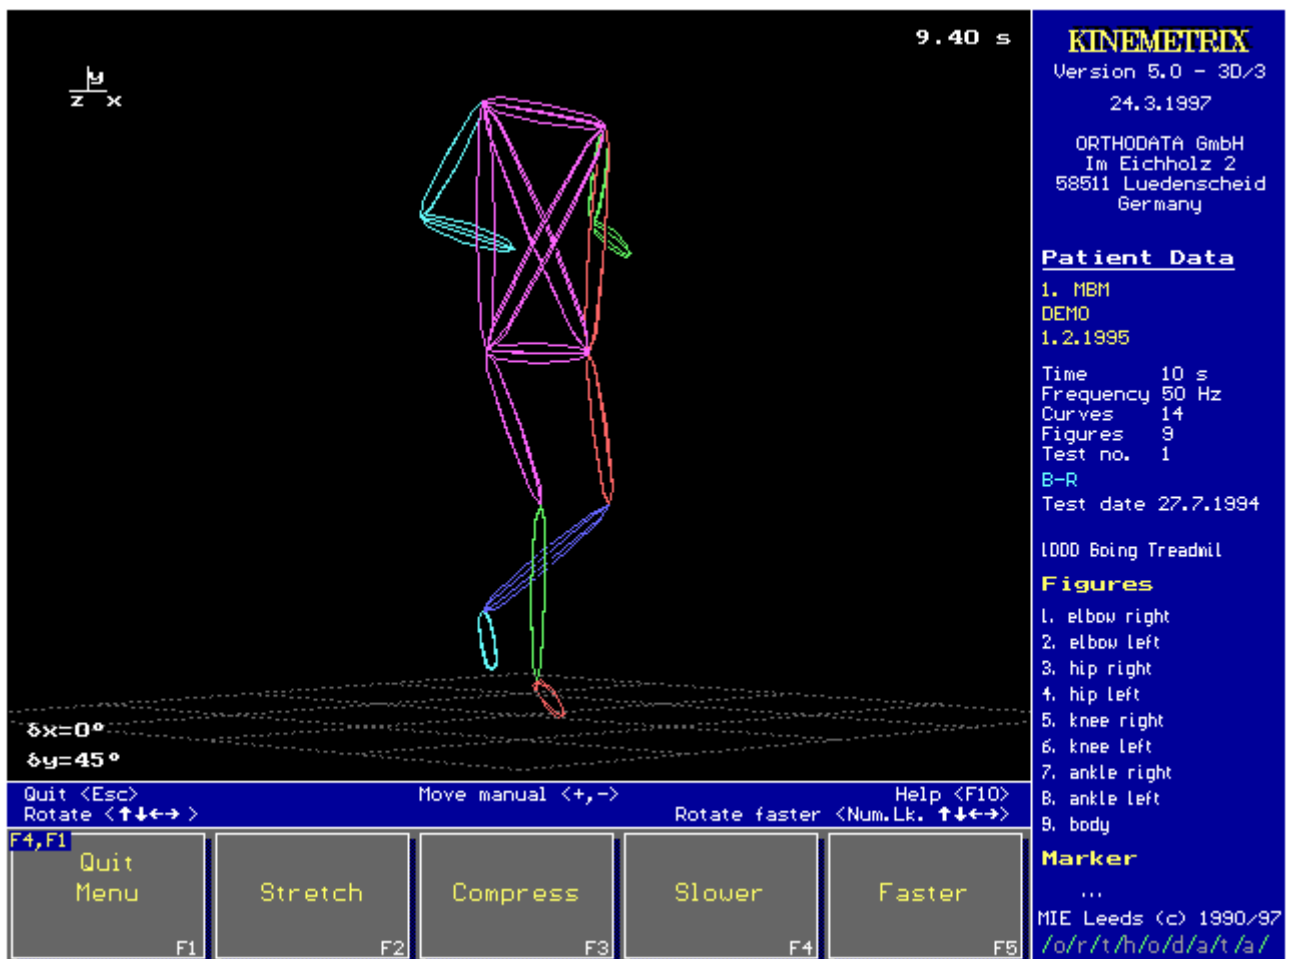 9.40 s
y
z x
δx=0°
δy=45°
Quit <Esc> Move manual <+,-> Help <F10>
Rotate <↑↓←→ > Rotate faster <Num.Lk. ↑↓←→>
F4,F1
Quit
Menu
F1
Stretch
F2
Compress
F3
Slower
F4
Faster
F5
KINEMETRIX
Version 5.0 - 3D/3
24.3.1997
ORTHODATA GmbH
Im Eichholz 2
58511 Luedenscheid
Germany
Patient Data
1. MBM
DEMO
1.2.1995
Time 10 s
Frequency 50 Hz
Curves 14
Figures 9
Test no. 1
B-R
Test date 27.7.1994
lDDD Going Treadmil
Figures
1. elbow right
2. elbow left
3. hip right
4. hip left
5. knee right
6. knee left
7. ankle right
8. ankle left
9. body
Marker
...
MIE Leeds (c) 1990/97
/o/r/t/h/o/d/a/t/a/